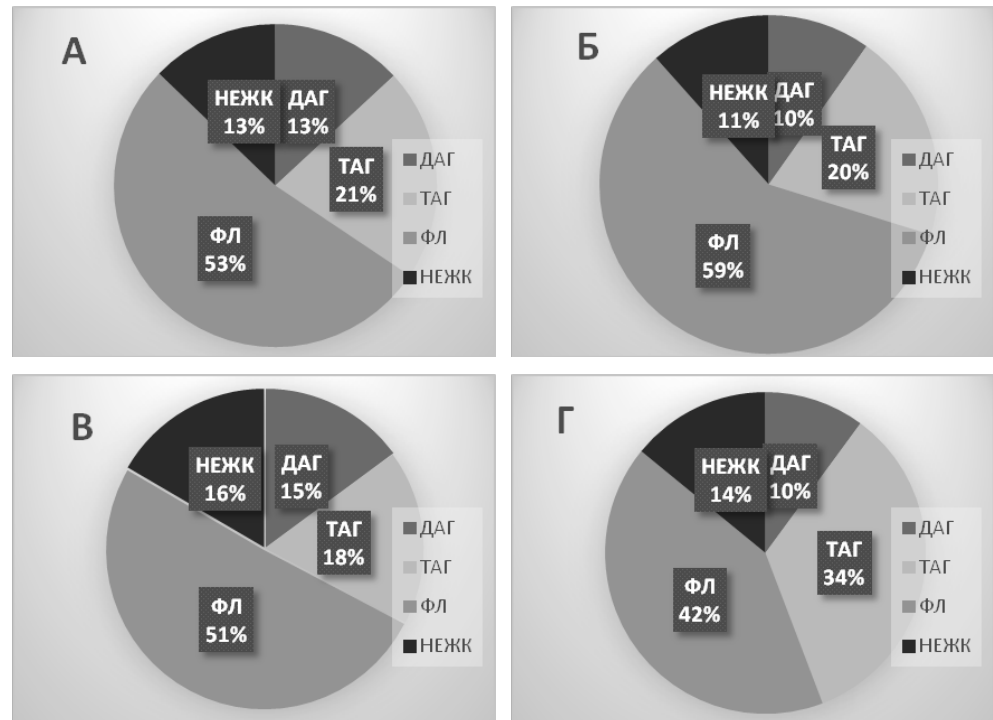 А
НЕЖК
13%
ДАГ
13%
ТАГ
21%
ФЛ
53%
ДАГ
ТАГ
ФЛ
НЕЖК
Б
НЕЖК
11%
ДАГ
10%
ТАГ
20%
ФЛ
59%
ДАГ
ТАГ
ФЛ
НЕЖК
В
НЕЖК
16%
ДАГ
15%
ТАГ
18%
ФЛ
51%
ДАГ
ТАГ
ФЛ
НЕЖК
Г
НЕЖК
14%
ДАГ
10%
ТАГ
34%
ФЛ
42%
ДАГ
ТАГ
ФЛ
НЕЖК